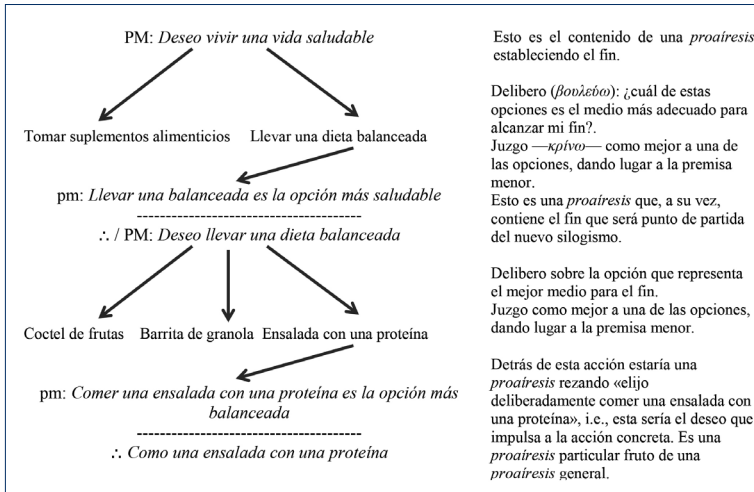 PM: Deseo vivir una vida saludable
Tomar suplementos alimenticios    Llevar una dieta balanceada
pm: Llevar una balanceada es la opción más saludable
---------------------------------------
∴ / PM: Deseo llevar una dieta balanceada
Coctel de frutas    Barrita de granola    Ensalada con una proteína
pm: Comer una ensalada con una proteína es la opción más
balanceada
---------------------------------------
∴ Como una ensalada con una proteína
Esto es el contenido de una proaíresis
estableciendo el fin.
Delibero (βουλεύω): ¿cuál de estas
opciones es el medio más adecuado para
alcanzar mi fin?.
Juzgo —κρίνω— como mejor a una de
las opciones, dando lugar a la premisa
menor.
Esto es una proaíresis que, a su vez,
contiene el fin que será punto de partida
del nuevo silogismo.
Delibero sobre la opción que representa
el mejor medio para el fin.
Juzgo como mejor a una de las opciones,
dando lugar a la premisa menor.
Detrás de esta acción estaría una
proaíresis rezando «elijo
deliberadamente comer una ensalada con
una proteína», i.e., esta sería el deseo que
impulsa a la acción concreta. Es una
proaíresis particular fruto de una
proaíresis general.